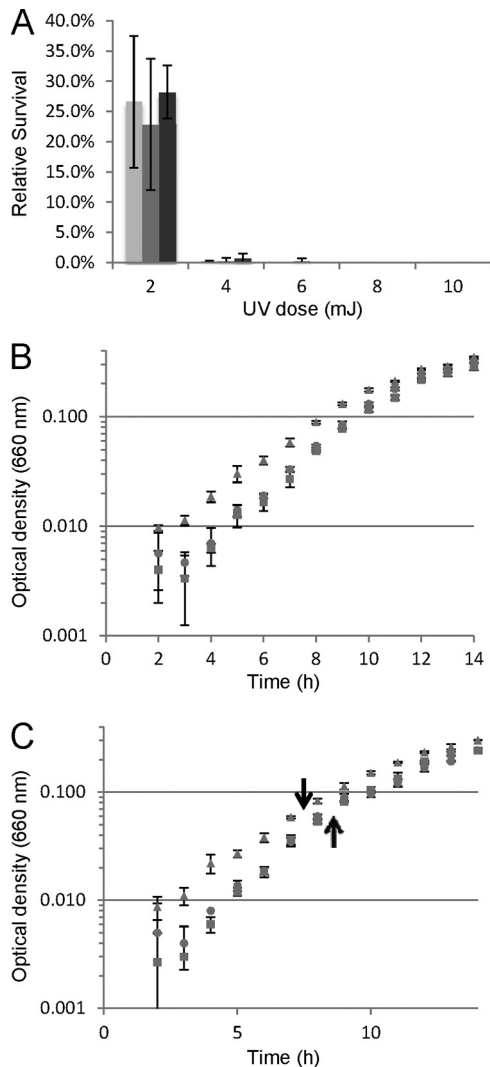 A
Relative Survival
40.0%
35.0%
30.0%
25.0%
20.0%
15.0%
10.0%
5.0%
0.0%
2 4 6 8 10
UV dose (mJ)
B
Optical density (660 nm)
0.100
0.010
0.001
0 2 4 6 8 10 12 14
Time (h)
C
Optical density (660 nm)
0.100
0.010
0.001
0 5 10
Time (h)